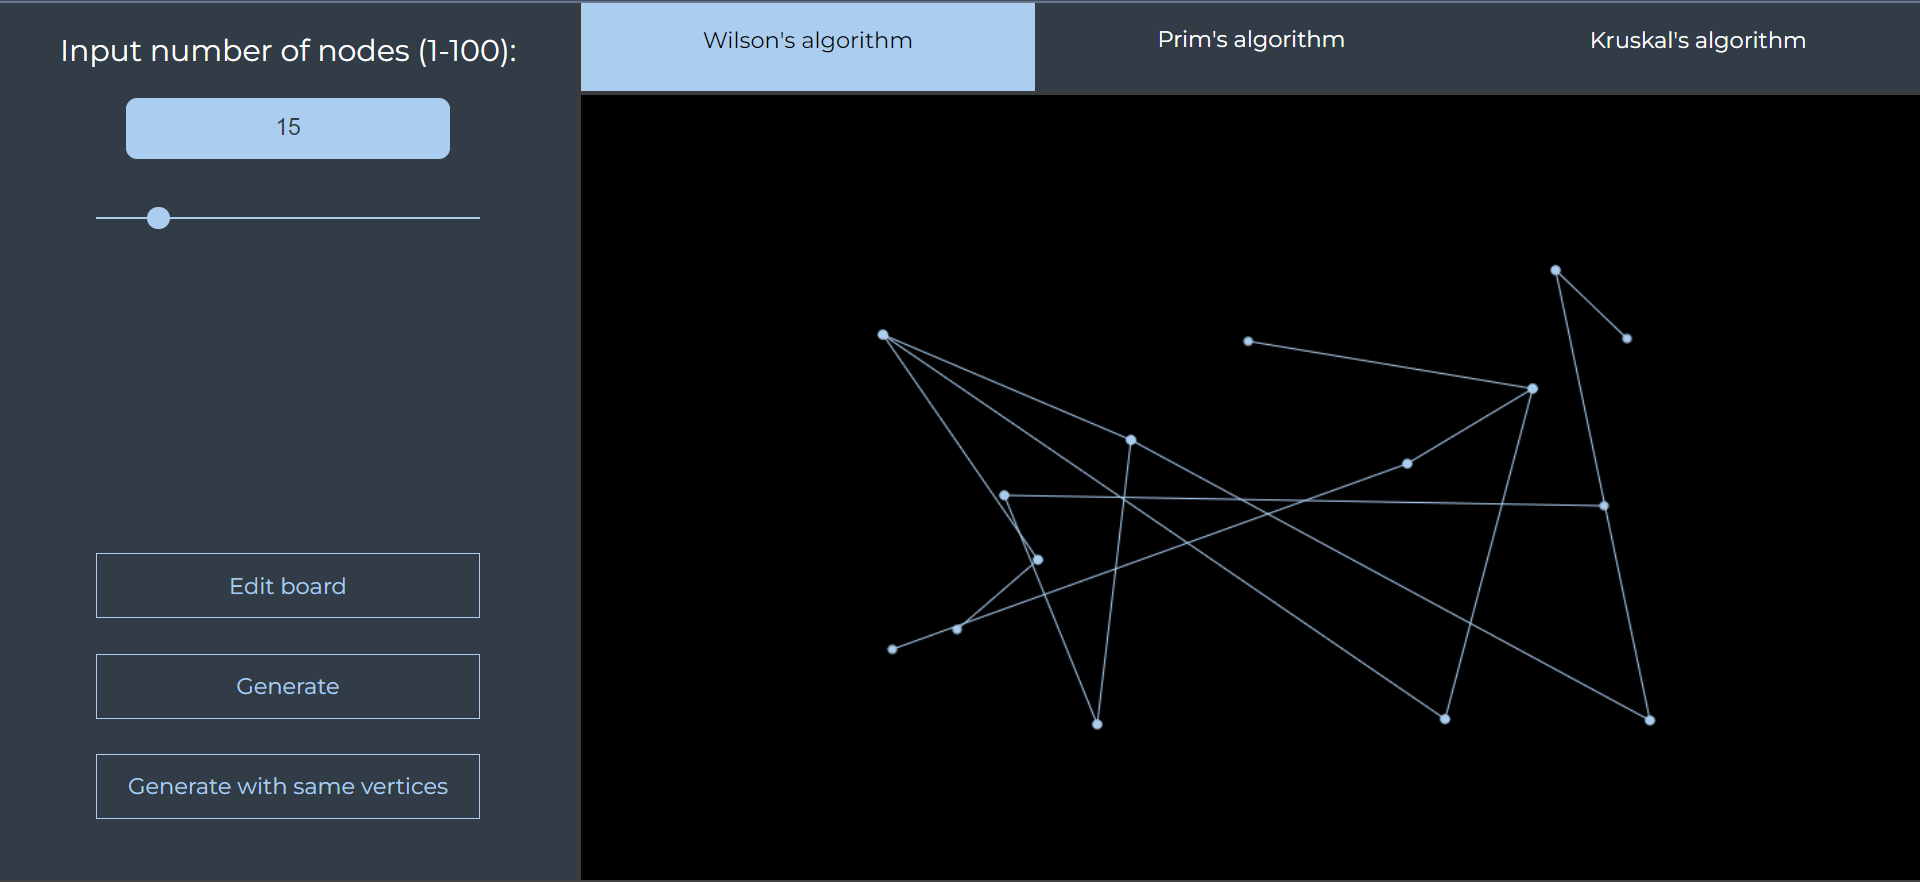 Input number of nodes (1-100):
15
Wilson's algorithm
Prim's algorithm
Kruskal's algorithm
Edit board
Generate
Generate with same vertices